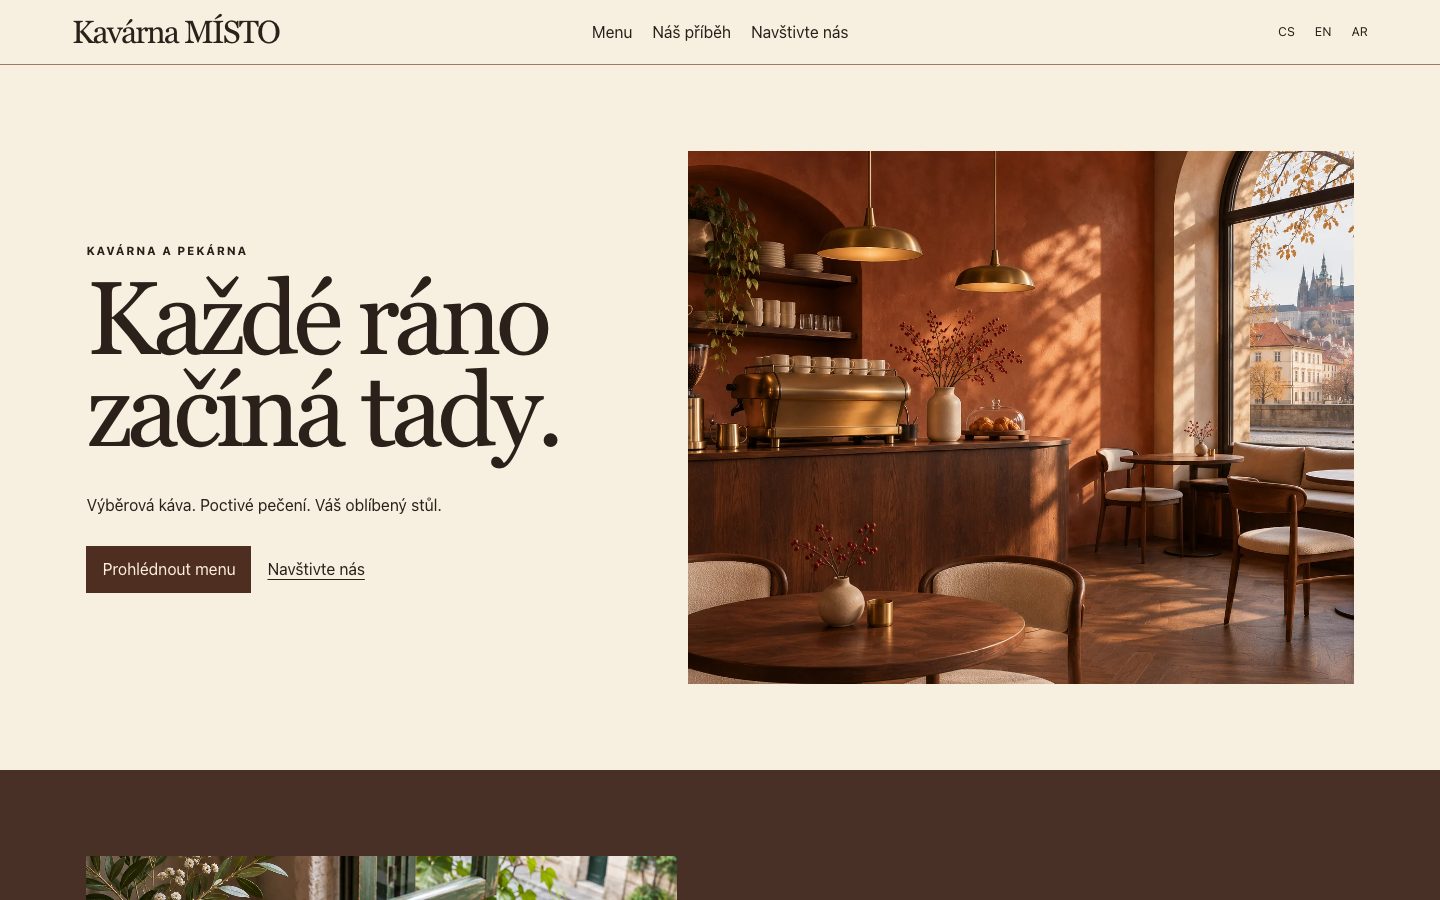 Kavárna MÍSTO
Menu
Náš příběh
Navštivte nás
CS
EN
AR
KAVÁRNA A PEKÁRNA
Každé ráno
začíná tady.
Výběrová káva. Poctivé pečení. Váš oblíbený stůl.
Prohlédnout menu
Navštivte nás